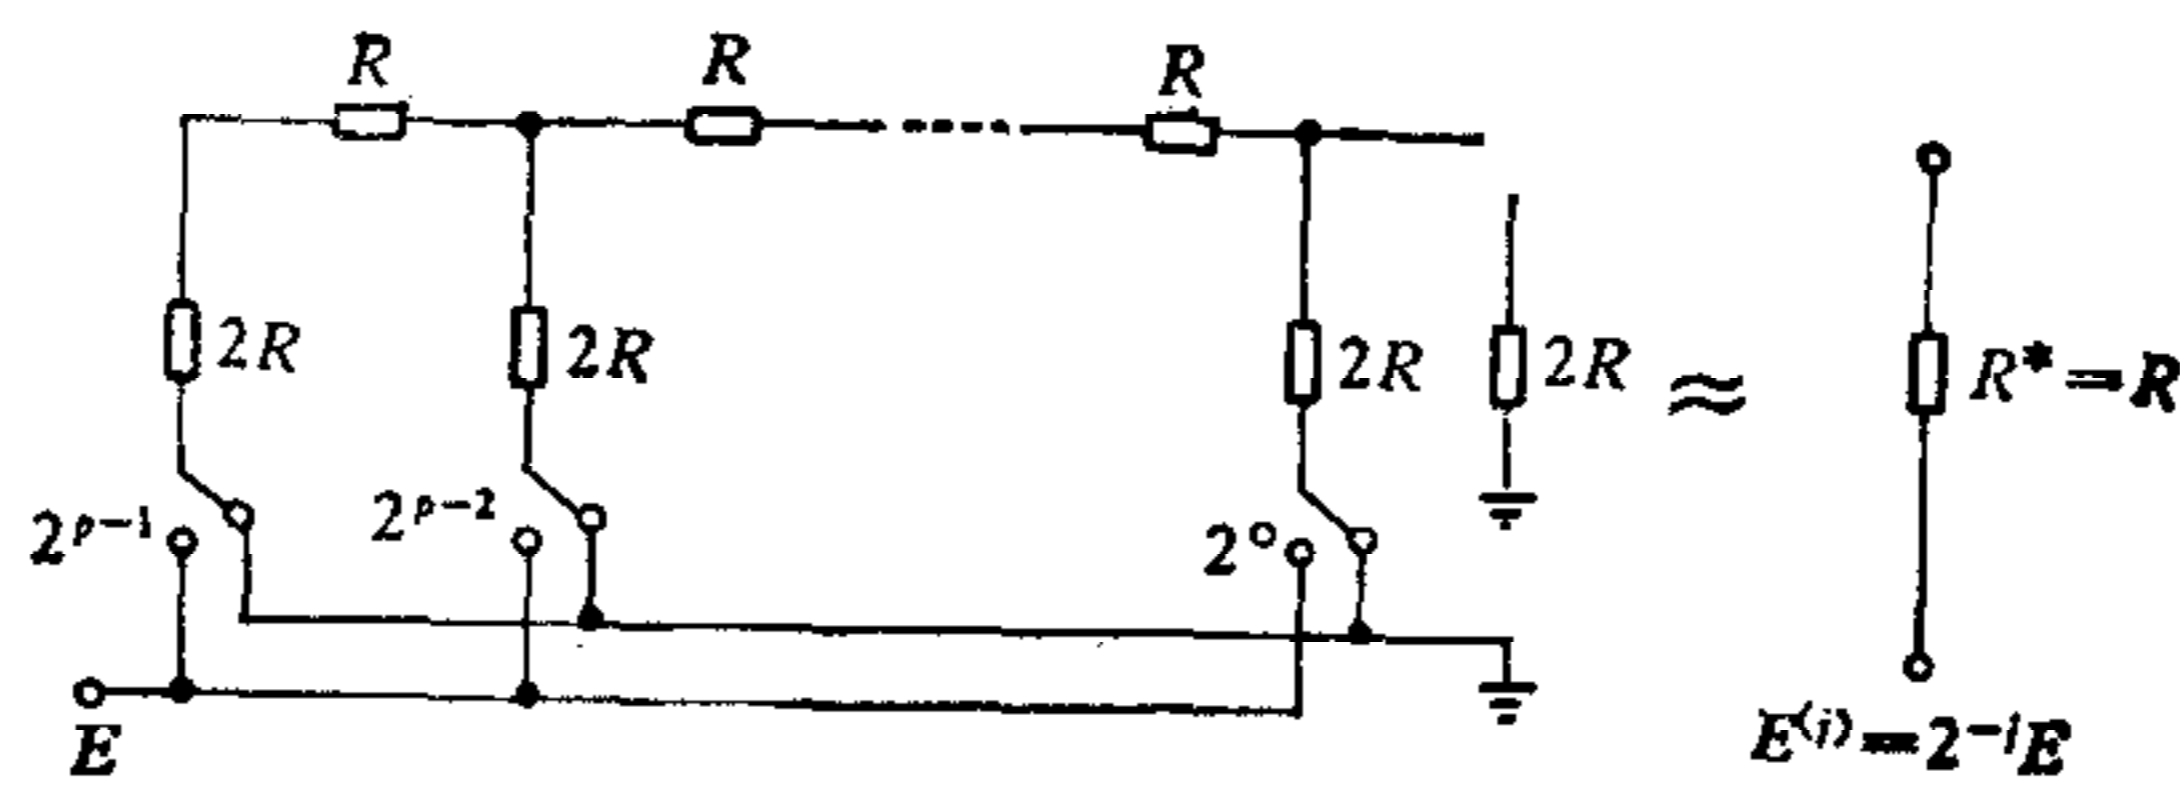 R R R
2R 2R 2R 2R ≈ R* = R
2^{p-1} 2^{p-2} 2^{0}
E E^{(j)} = 2^{-j}E